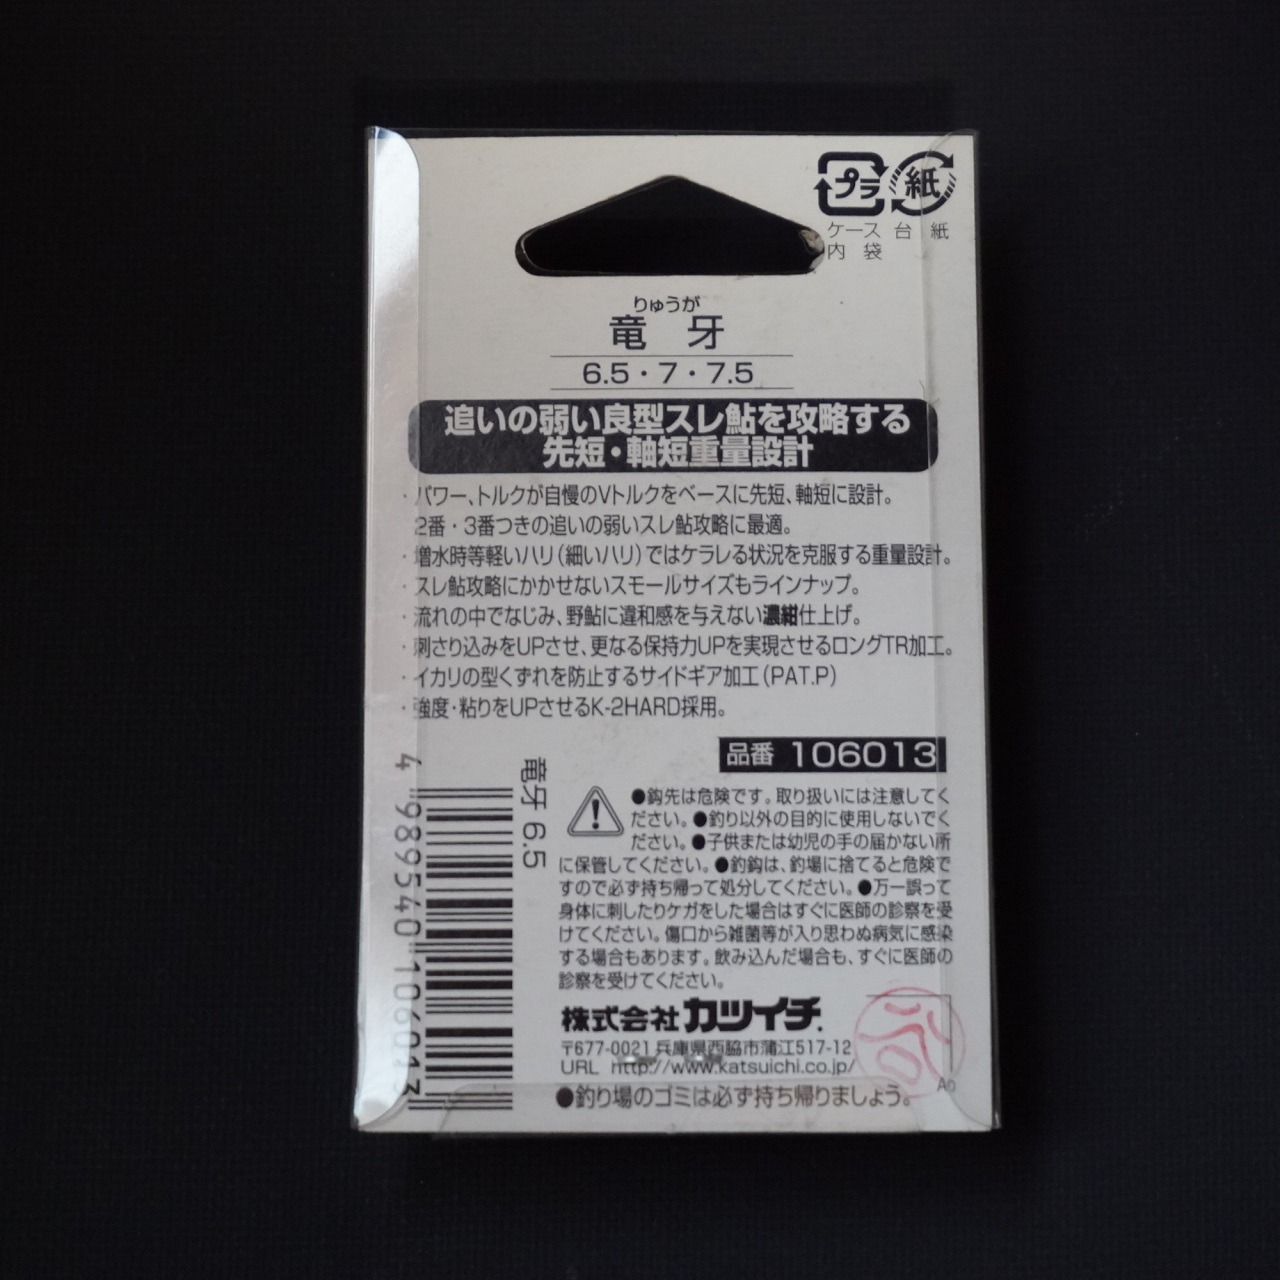 プラ 紙
ケース 台紙
内袋
りゅうが
竜牙
6.5・7・7.5
追いの弱い良型スレ鮎を攻略する
先短・軸短重量設計
・パワー、トルクが自慢のVトルクをベースに先短、軸短に設計。
2番・3番つきの追いの弱いスレ鮎攻略に最適。
・増水時等軽いハリ(細いハリ)ではケラレる状況を克服する重量設計。
・スレ鮎攻略にかかせないスモールサイズもラインナップ。
・流れの中でなじみ、野鮎に違和感を与えない濃紺仕上げ。
・刺さり込みをUPさせ、更なる保持力UPを実現させるロングTR加工。
・イカリの型くずれを防止するサイドギア加工(PAT.P)
・強度・粘りをUPさせるK-2HARD採用。
品番 106013
竜牙 6.5
4 989540 106013
●鈎先は危険です。取り扱いには注意してく
ださい。●釣り以外の目的に使用しないでく
ださい。●子供または幼児の手の届かない所
に保管してください。●釣鈎は、釣場に捨てると危険で
すので必ず持ち帰って処分してください。●万一誤って
身体に刺したりケガをした場合はすぐに医師の診察を受
けてください。傷口から雑菌等が入り思わぬ病気に感染
する場合もあります。飲み込んだ場合も、すぐに医師の
診察を受けてください。
株式会社カツイチ.
〒677-0021 兵庫県西脇市蒲江517-12
URL http://www.katsuichi.co.jp/
●釣り場のゴミは必ず持ち帰りましょう。